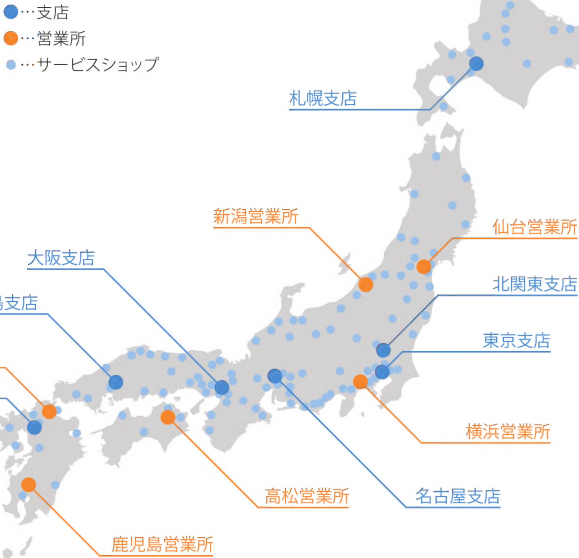 …支店
…営業所
…サービスショップ
札幌支店
新潟営業所
仙台営業所
大阪支店
北関東支店
島支店
東京支店
横浜営業所
高松営業所
名古屋支店
鹿児島営業所